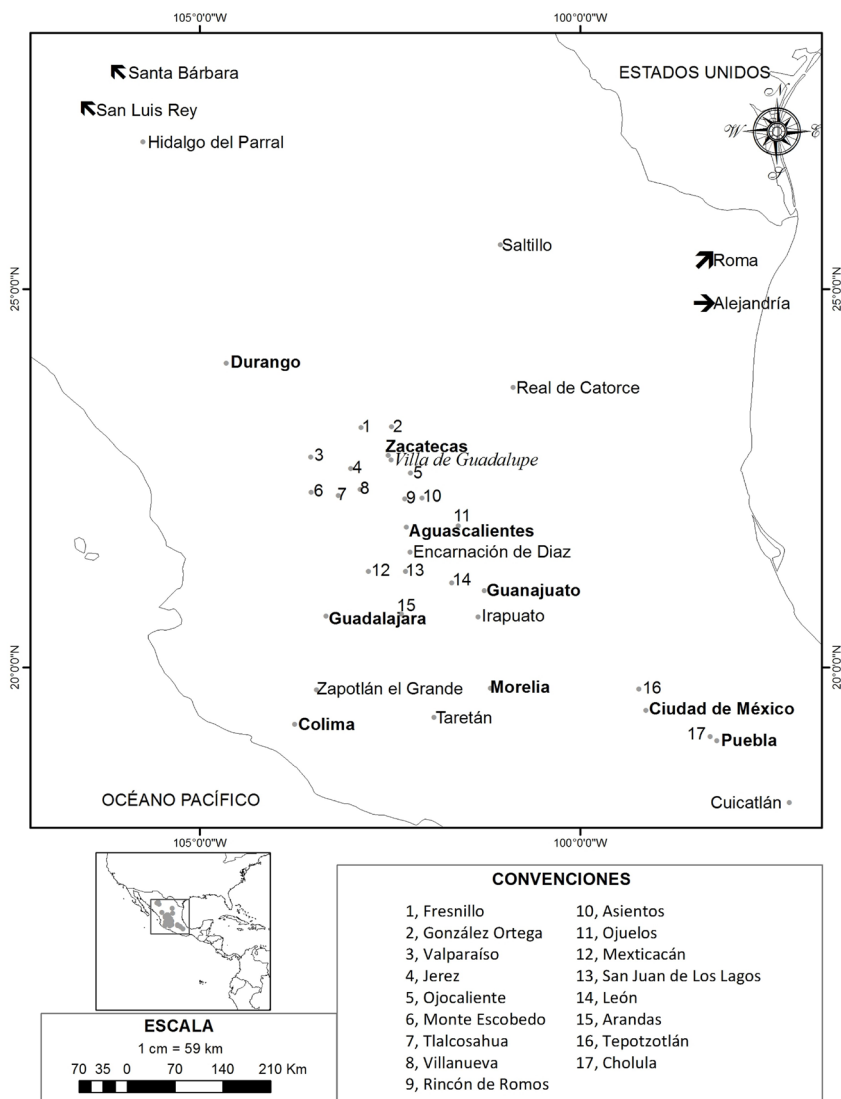 105°0'0"W 100°0'0"W
Santa Bárbara
ESTADOS UNIDOS
San Luis Rey
N
W E
S
Hidalgo del Parral
Saltillo
Roma
25°0'0"N 25°0'0"N
Alejandría
Durango
Real de Catorce
1 2
Zacatecas
3 Villa de Guadalupe
4 5
6 7 8 9 10
11
Aguascalientes
Encarnación de Diaz
12 13
14
Guanajuato
15
Guadalajara Irapuato
20°0'0"N 20°0'0"N
Zapotlán el Grande Morelia 16
Ciudad de México
Colima Taretán
17 Puebla
OCÉANO PACÍFICO
Cuicatlán
105°0'0"W 100°0'0"W
CONVENCIONES
1, Fresnillo
2, González Ortega
3, Valparaíso
4, Jerez
5, Ojocaliente
6, Monte Escobedo
7, Tlalcosahua
8, Villanueva
9, Rincón de Romos
10, Asientos
11, Ojuelos
12, Mexticacán
13, San Juan de Los Lagos
14, León
15, Arandas
16, Tepotzotlán
17, Cholula
ESCALA
1 cm = 59 km
70 35 0 70 140 210 Km